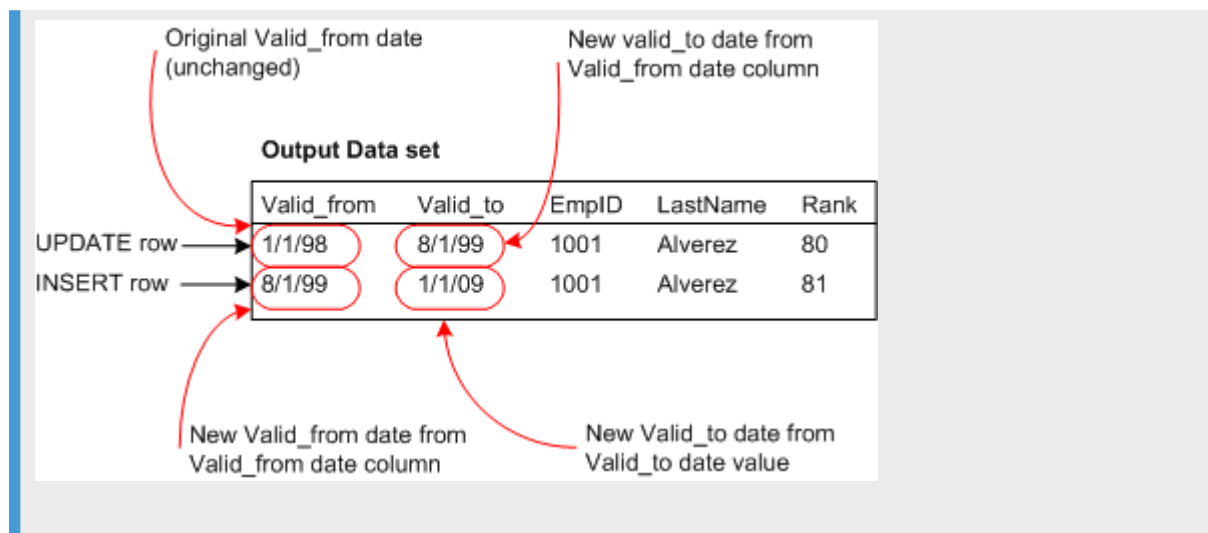 Original Valid_from date
(unchanged)
New valid_to date from
Valid_from date column
Output Data set
Valid_from Valid_to EmpID LastName Rank
UPDATE row 1/1/98 8/1/99 1001 Alverez 80
INSERT row 8/1/99 1/1/09 1001 Alverez 81
New Valid_from date from
Valid_from date column
New Valid_to date from
Valid_to date value